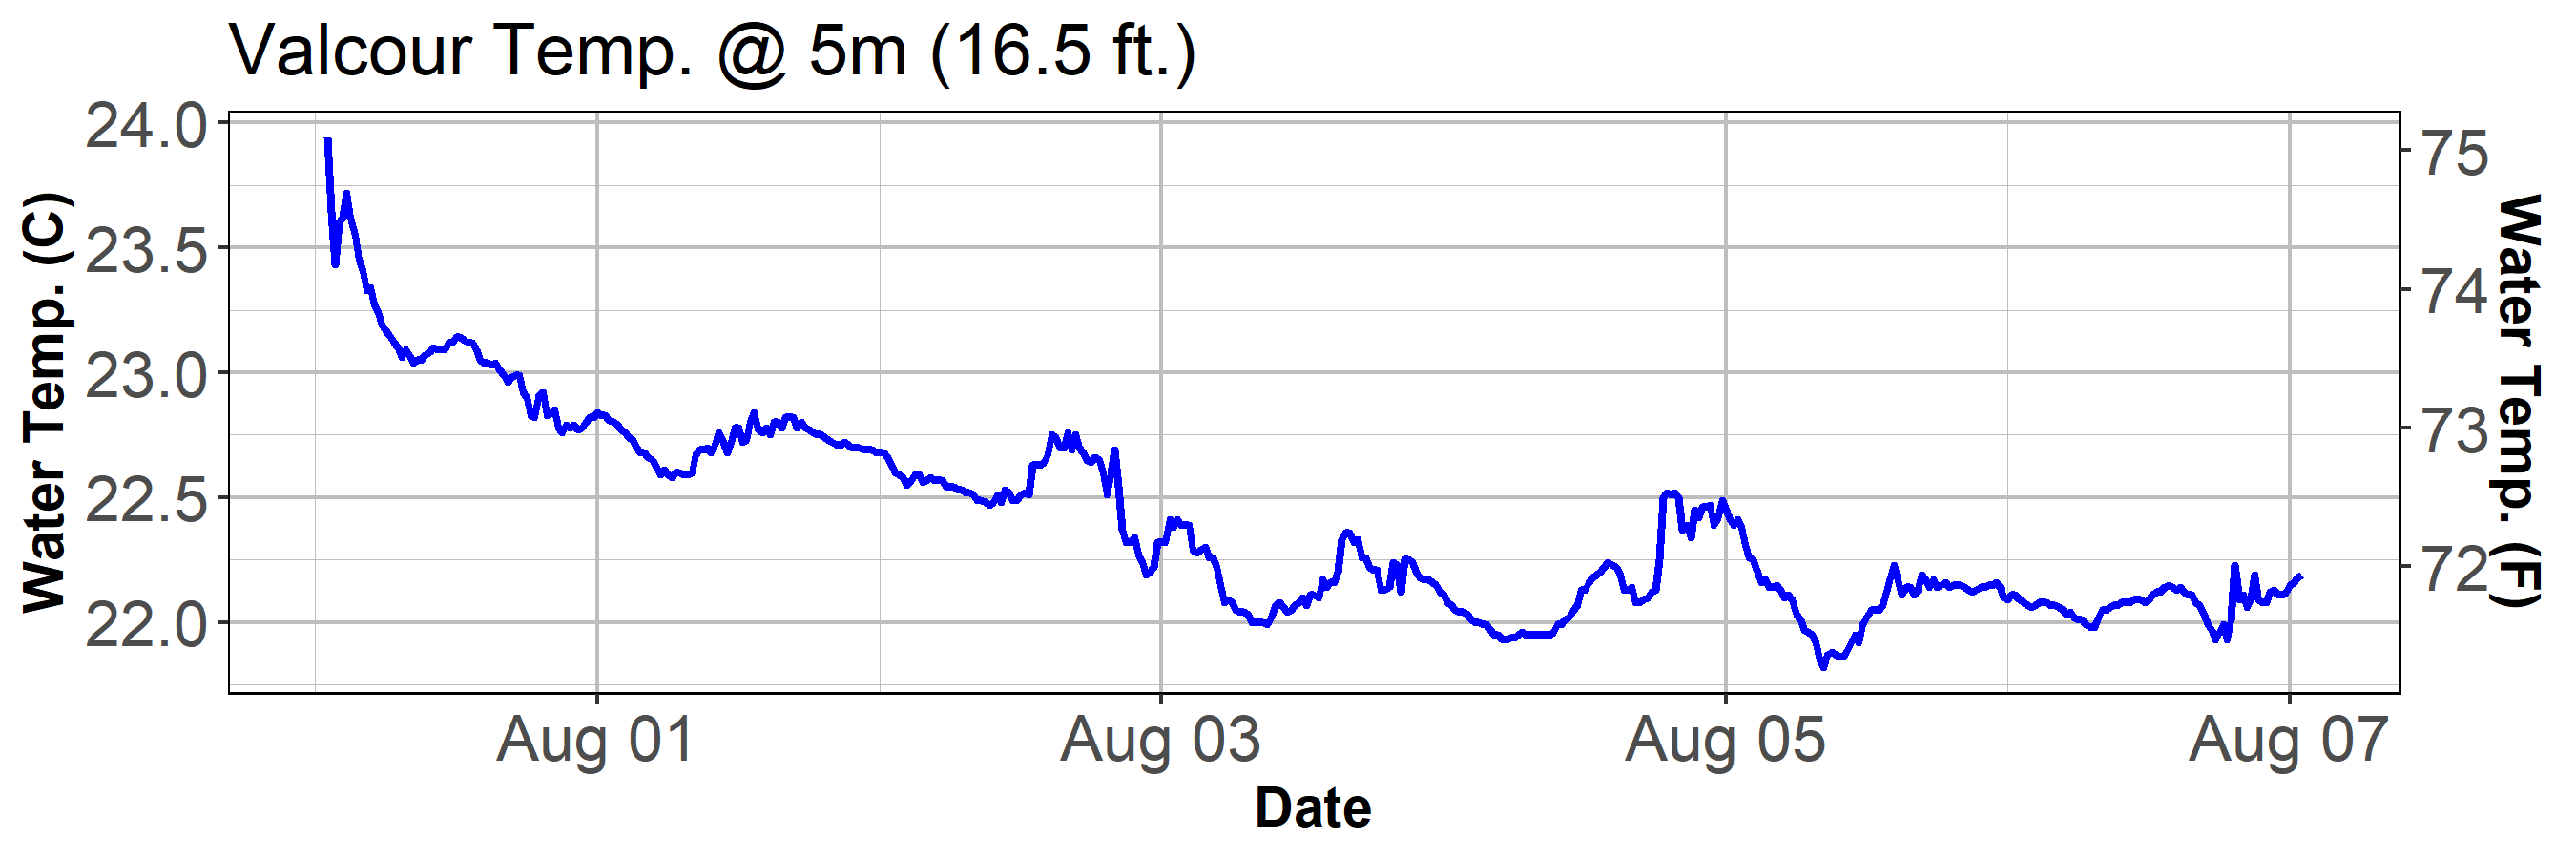 Valcour Temp. @ 5m (16.5 ft.)
24.0
23.5
23.0
22.5
22.0
Water Temp. (C)
75
74
73
72
Water Temp. (F)
Aug 01 Aug 03 Aug 05 Aug 07
Date